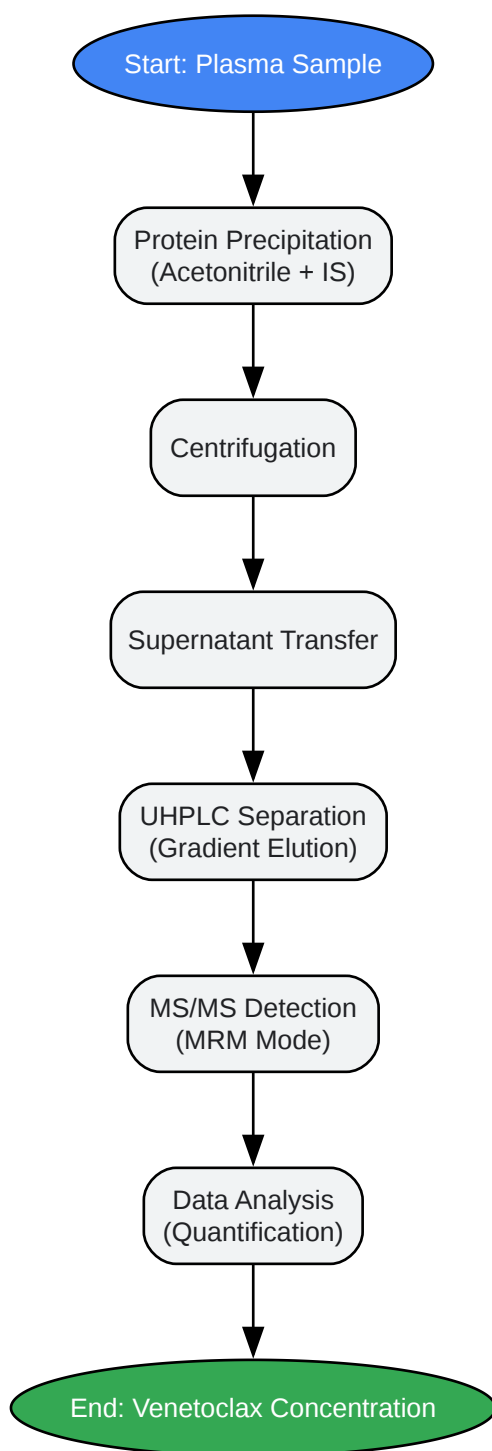 Start: Plasma Sample
Protein Precipitation
(Acetonitrile + IS)
Centrifugation
Supernatant Transfer
UHPLC Separation
(Gradient Elution)
MS/MS Detection
(MRM Mode)
Data Analysis
(Quantification)
End: Venetoclax Concentration